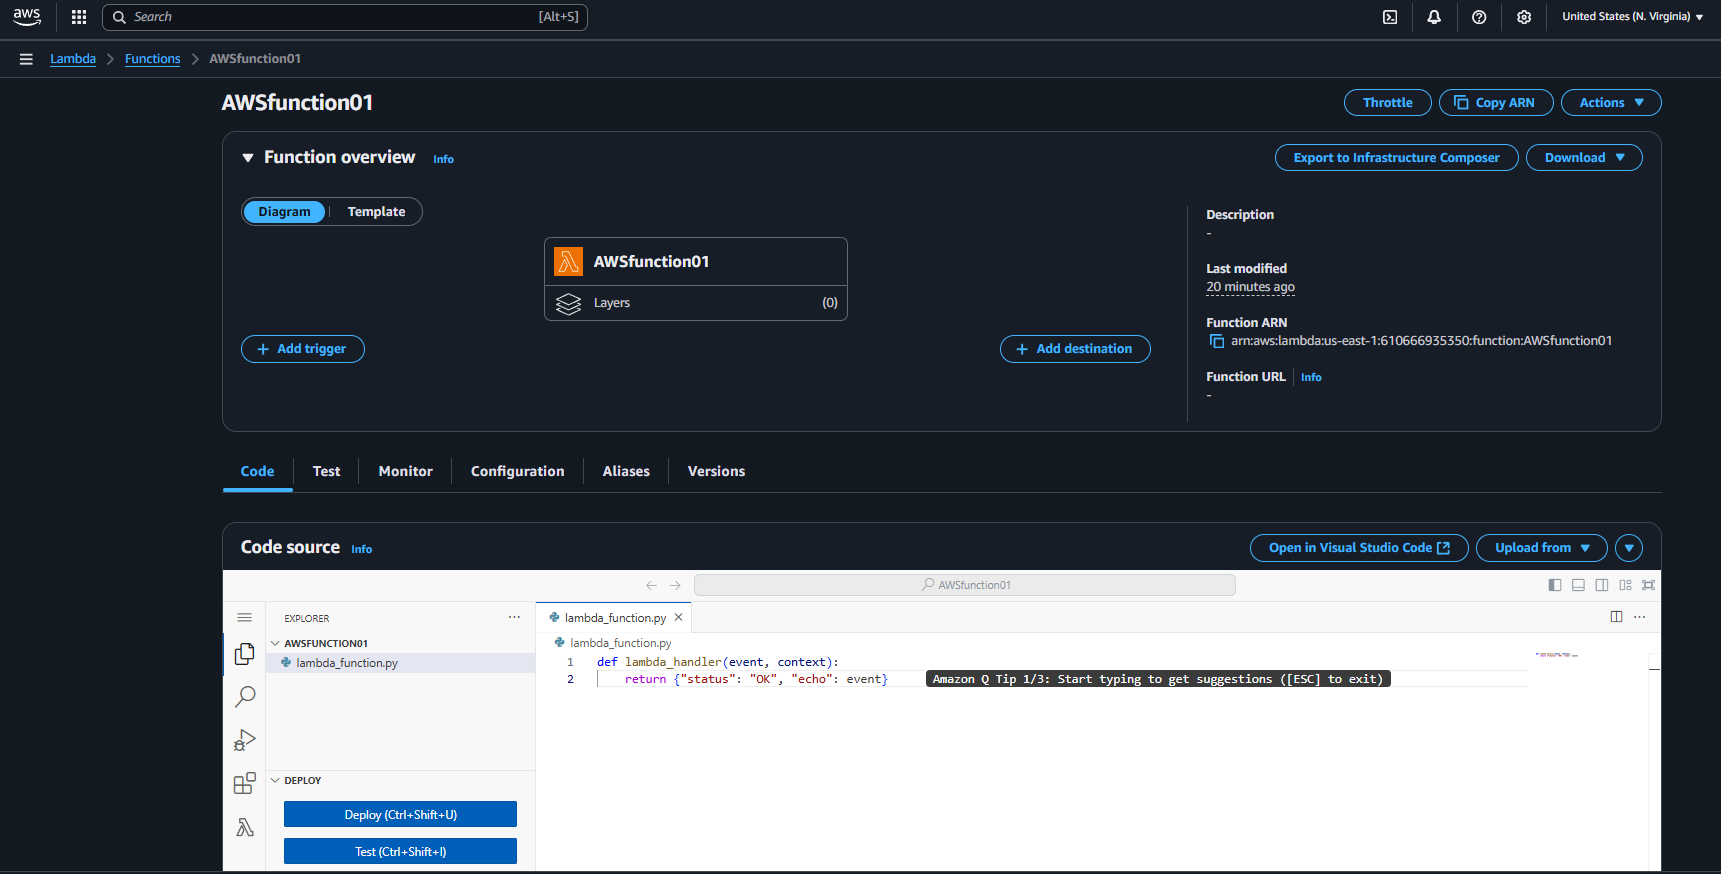 aws
Search [Alt+S]
United States (N. Virginia)
Lambda Functions AWSfunction01
AWSfunction01
Throttle Copy ARN Actions
Function overview Info
Export to Infrastructure Composer Download
Diagram Template
AWSfunction01
Layers (0)
Add trigger
Add destination
Description
-
Last modified
20 minutes ago
Function ARN
arn:aws:lambda:us-east-1:610666935350:function:AWSfunction01
Function URL Info
-
Code Test Monitor Configuration Aliases Versions
Code source Info
Open in Visual Studio Code Upload from
AWSfunction01
EXPLORER
AWSFUNCTION01
lambda_function.py
DEPLOY
Deploy (Ctrl+Shift+U)
Test (Ctrl+Shift+I)
lambda_function.py
lambda_function.py
1 def lambda_handler(event, context):
2 return {"status": "OK", "echo": event} Amazon Q Tip 1/3: Start typing to get suggestions ([ESC] to exit)